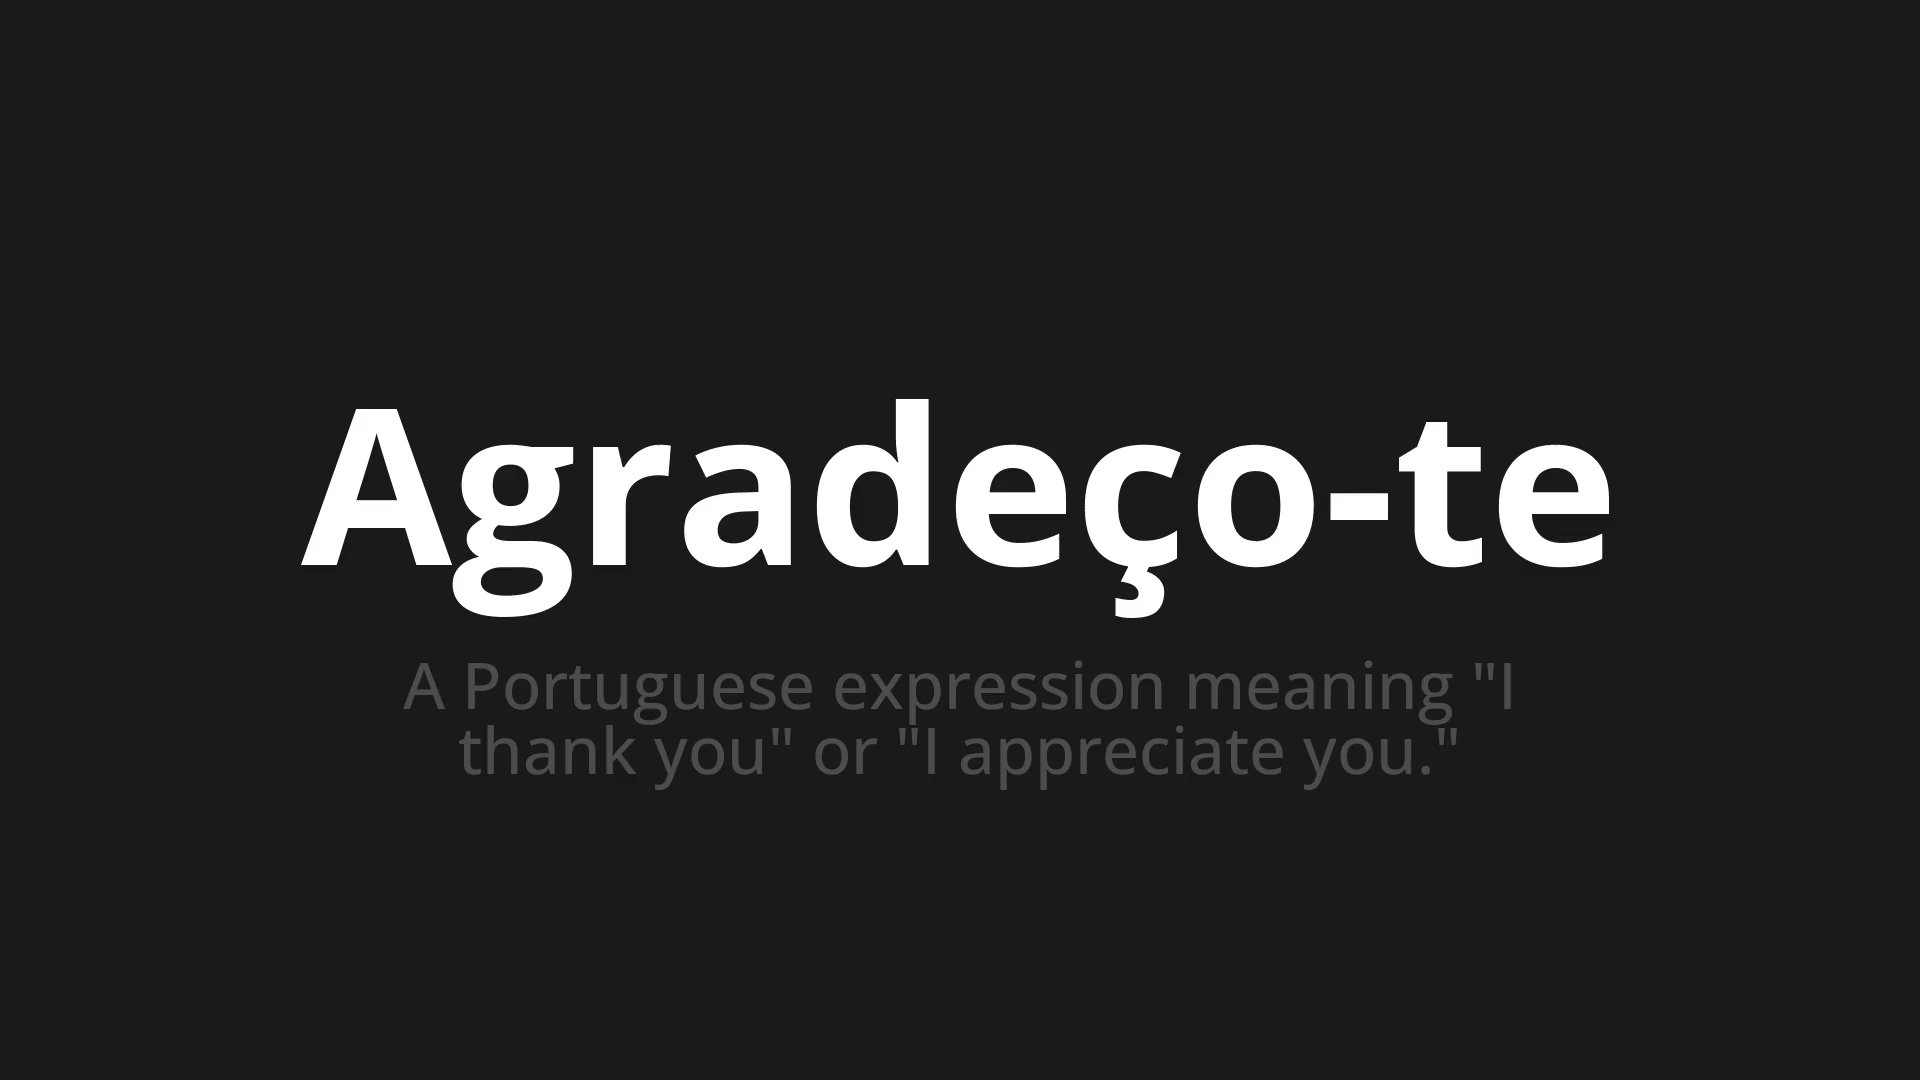 Agradeço-te
A Portuguese expression meaning "I
thank you" or "I appreciate you."